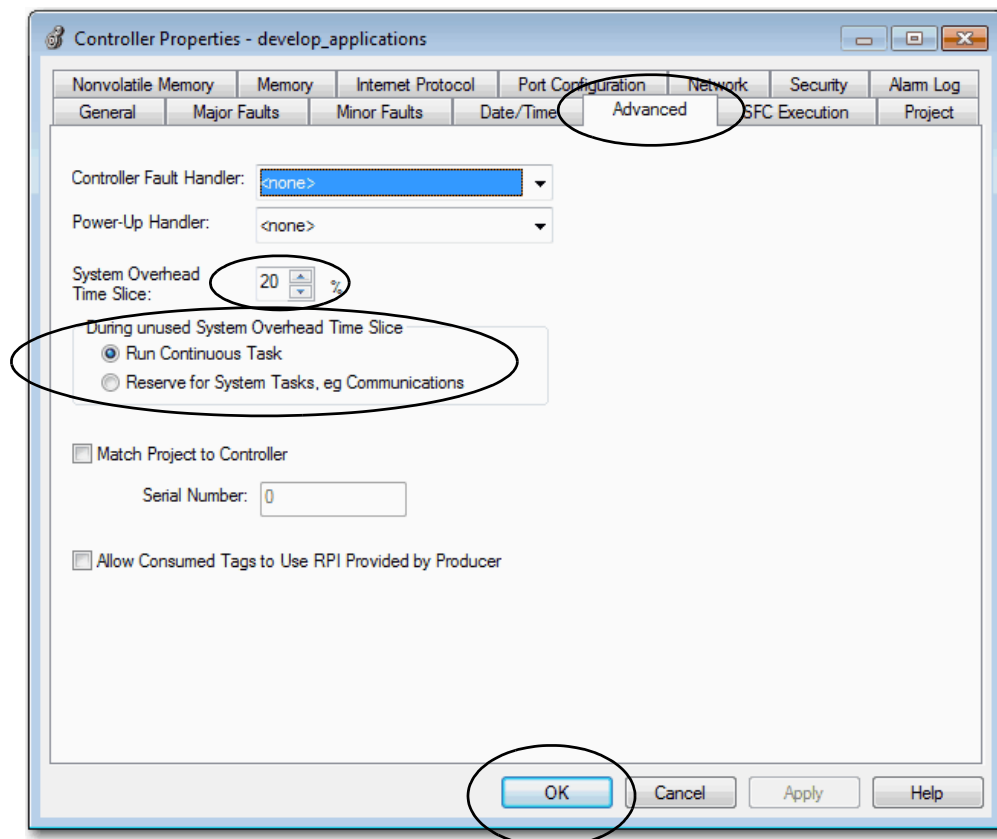 Controller Properties - develop_applications
Nonvolatile Memory Memory Internet Protocol Port Configuration Network Security Alarm Log
General Major Faults Minor Faults Date/Time Advanced SFC Execution Project
Controller Fault Handler: <none>
Power-Up Handler: <none>
System Overhead
Time Slice: 20 %
During unused System Overhead Time Slice
Run Continuous Task
Reserve for System Tasks, eg Communications
Match Project to Controller
Serial Number: 0
Allow Consumed Tags to Use RPI Provided by Producer
OK Cancel Apply Help